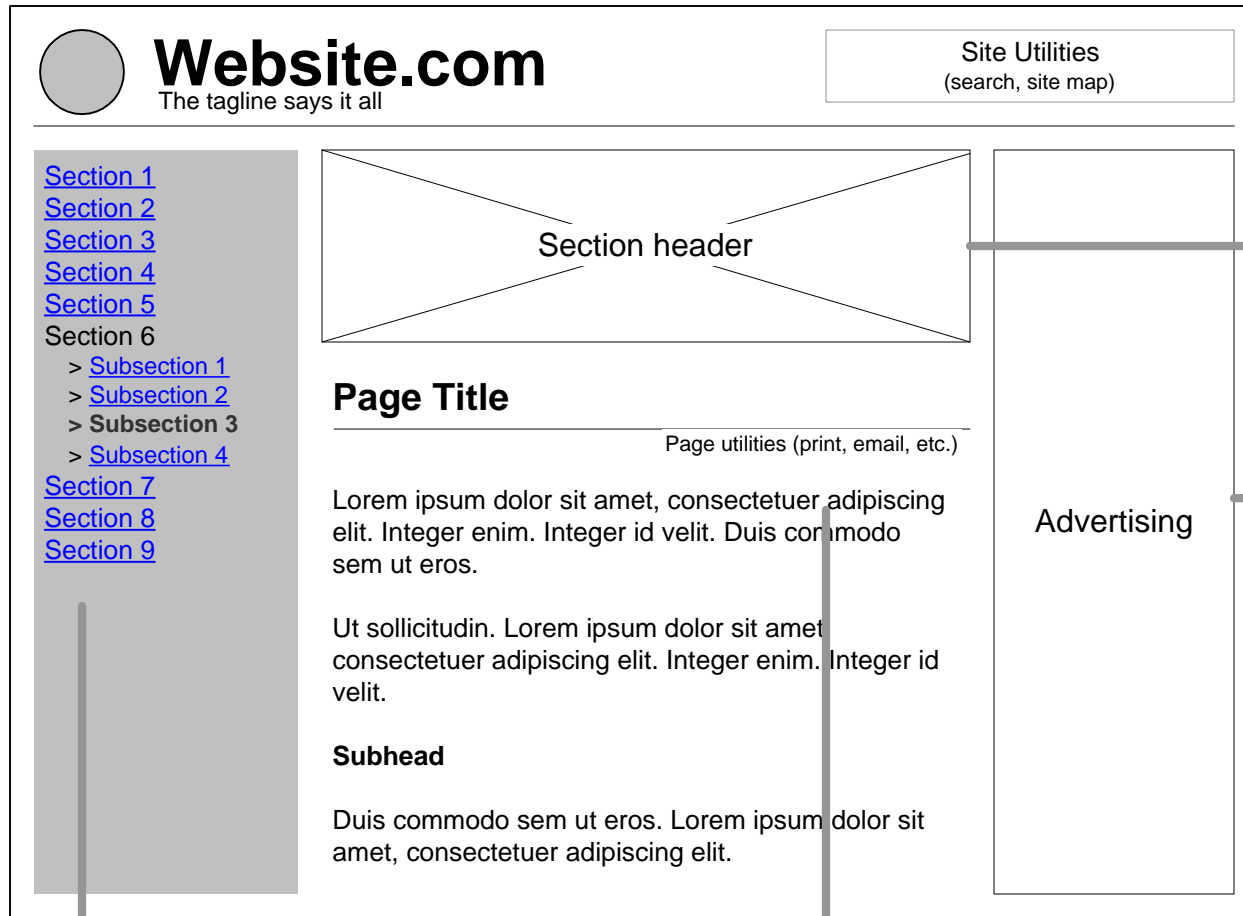 Website.com
The tagline says it all
Site Utilities
(search, site map)
Section 1
Section 2
Section 3
Section 4
Section 5
Section 6
> Subsection 1
> Subsection 2
> Subsection 3
> Subsection 4
Section 7
Section 8
Section 9
Section header
Page Title
Page utilities (print, email, etc.)
Lorem ipsum dolor sit amet, consectetuer adipiscing
elit. Integer enim. Integer id velit. Duis commodo
sem ut eros.
Ut sollicitudin. Lorem ipsum dolor sit amet
consectetuer adipiscing elit. Integer enim. Integer id
velit.
Subhead
Duis commodo sem ut eros. Lorem ipsum dolor sit
amet, consectetuer adipiscing elit.
Advertising